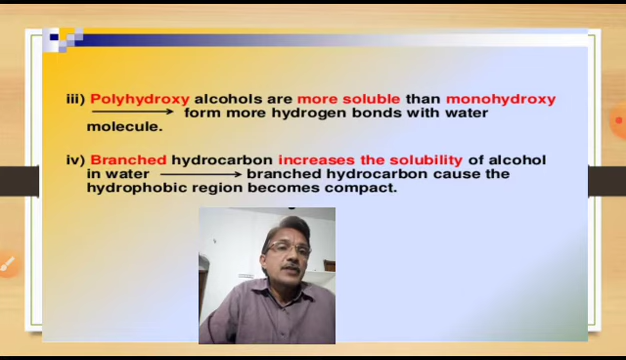 iii) Polyhydroxy alcohols are more soluble than monohydroxy
form more hydrogen bonds with water
molecule.
iv) Branched hydrocarbon increases the solubility of alcohol
in water branched hydrocarbon cause the
hydrophobic region becomes compact.